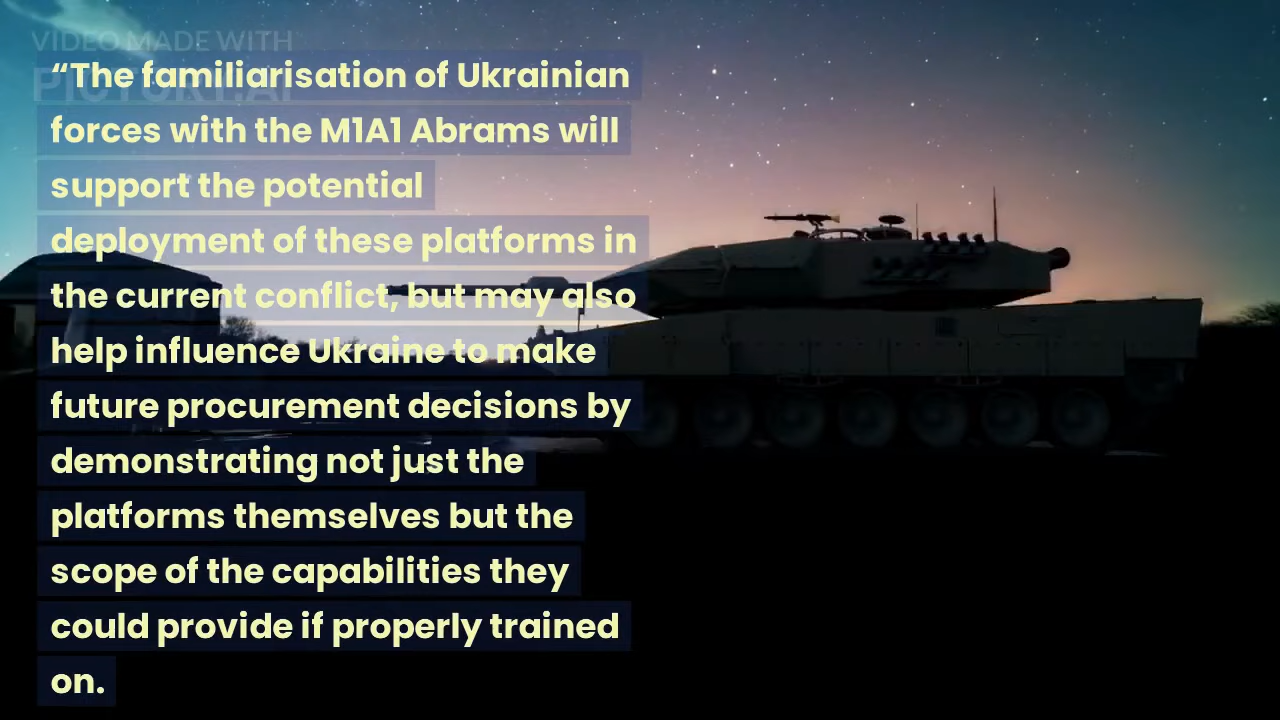 VIDEO MADE WITH
PICTORY.AI
“The familiarisation of Ukrainian
forces with the M1A1 Abrams will
support the potential
deployment of these platforms in
the current conflict, but may also
help influence Ukraine to make
future procurement decisions by
demonstrating not just the
platforms themselves but the
scope of the capabilities they
could provide if properly trained
on.